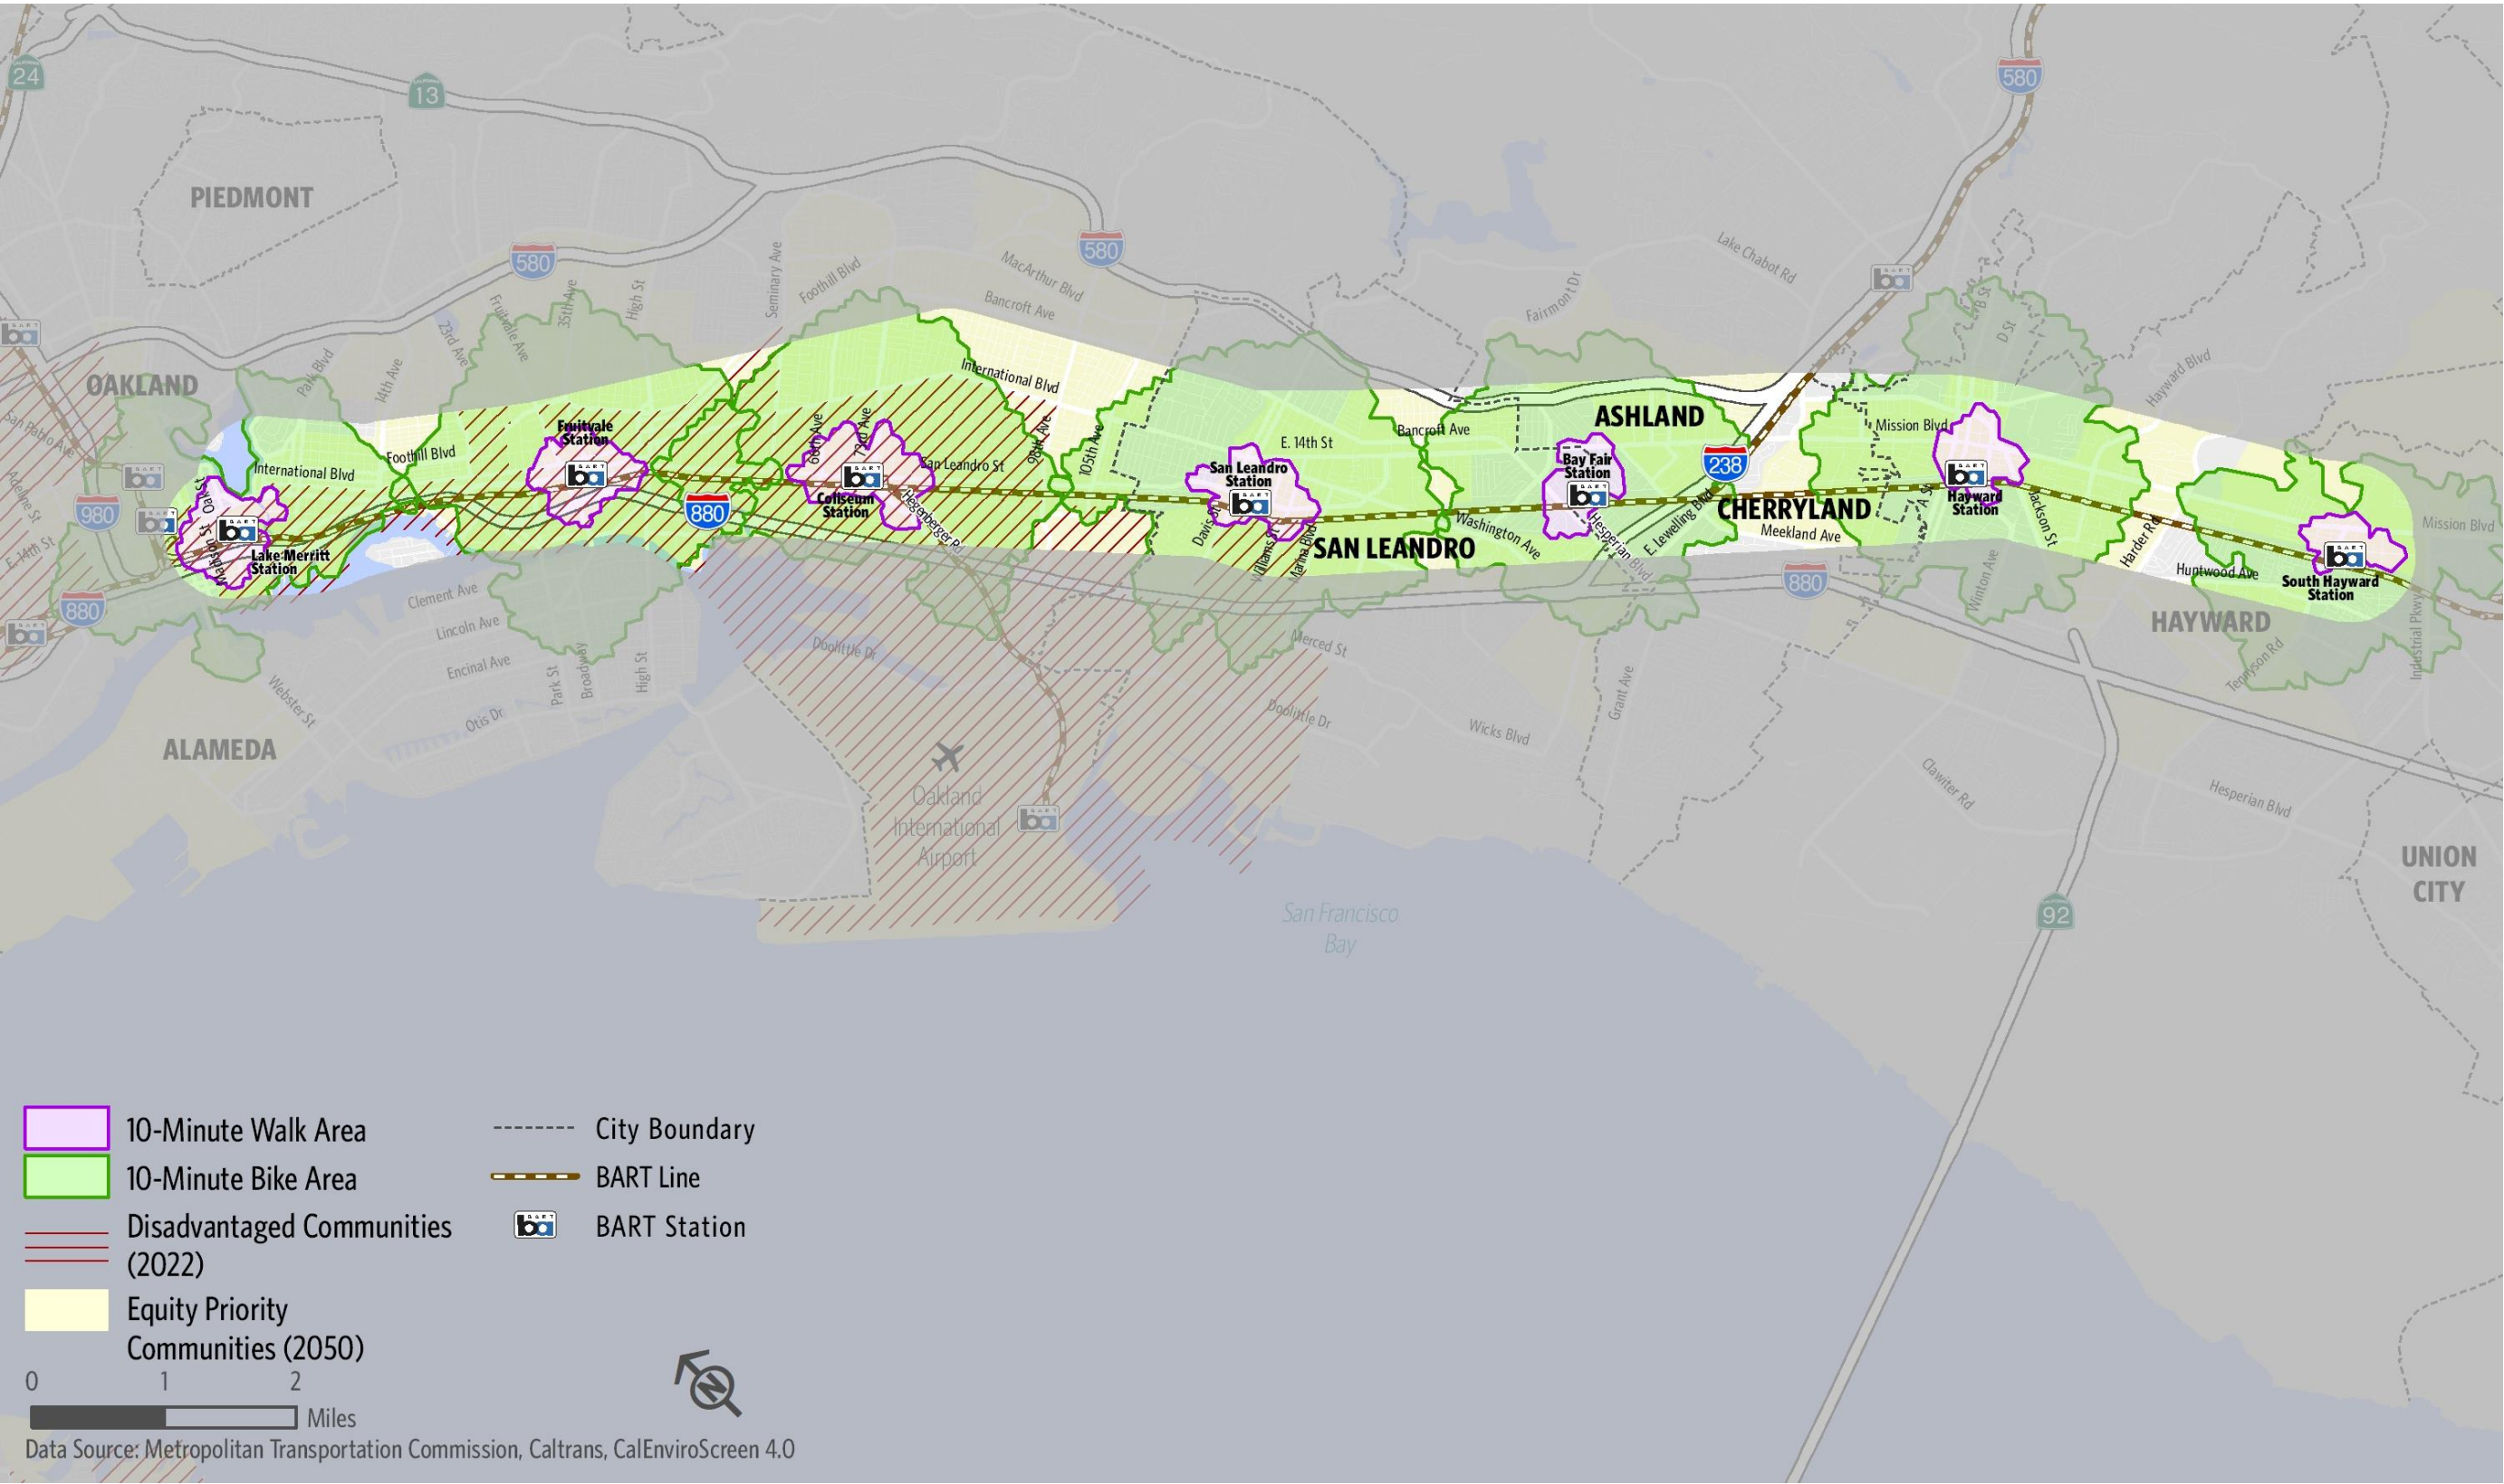 24
13
580
PIEDMONT
580
580
Lake Chabot Rd
Seminary Ave
Foothill Blvd
MacArthur Blvd
Bancroft Ave
Fairmont Dr
35th Ave
High St
Fruitvale Ave
23rd Ave
14th Ave
Park Blvd
B St
D St
Hayward Blvd
OAKLAND
San Pablo Ave
Adeline St
E. 14th St
980
880
International Blvd
Foothill Blvd
Fruitvale
Station
66th Ave
73rd Ave
International Blvd
San Leandro St
98th Ave
105th Ave
Coliseum
Station
Hegenberger Rd
880
Oak St
Madison St
Lake Merritt
Station
E. 14th St
San Leandro
Station
Davis St
Williams St
Marina Blvd
SAN LEANDRO
Bancroft Ave
Washington Ave
ASHLAND
Bay Fair
Station
Hesperian Blvd
E. Lewelling Blvd
238
CHERRYLAND
Meekland Ave
Mission Blvd
A St
Hayward
Station
Jackson St
Harder Rd
Huntwood Ave
South Hayward
Station
Mission Blvd
Industrial Pkwy
Tennyson Rd
HAYWARD
Winton Ave
880
Clement Ave
Lincoln Ave
Encinal Ave
Park St
Broadway
High St
Webster St
Otis Dr
ALAMEDA
Doolittle Dr
Merced St
Doolittle Dr
Wicks Blvd
Grant Ave
Clawiter Rd
Hesperian Blvd
Oakland
International
Airport
UNION
CITY
San Francisco
Bay
92
10-Minute Walk Area
10-Minute Bike Area
Disadvantaged Communities
(2022)
Equity Priority
Communities (2050)
City Boundary
BART Line
BART Station
0 1 2
Miles
N
Data Source: Metropolitan Transportation Commission, Caltrans, CalEnviroScreen 4.0